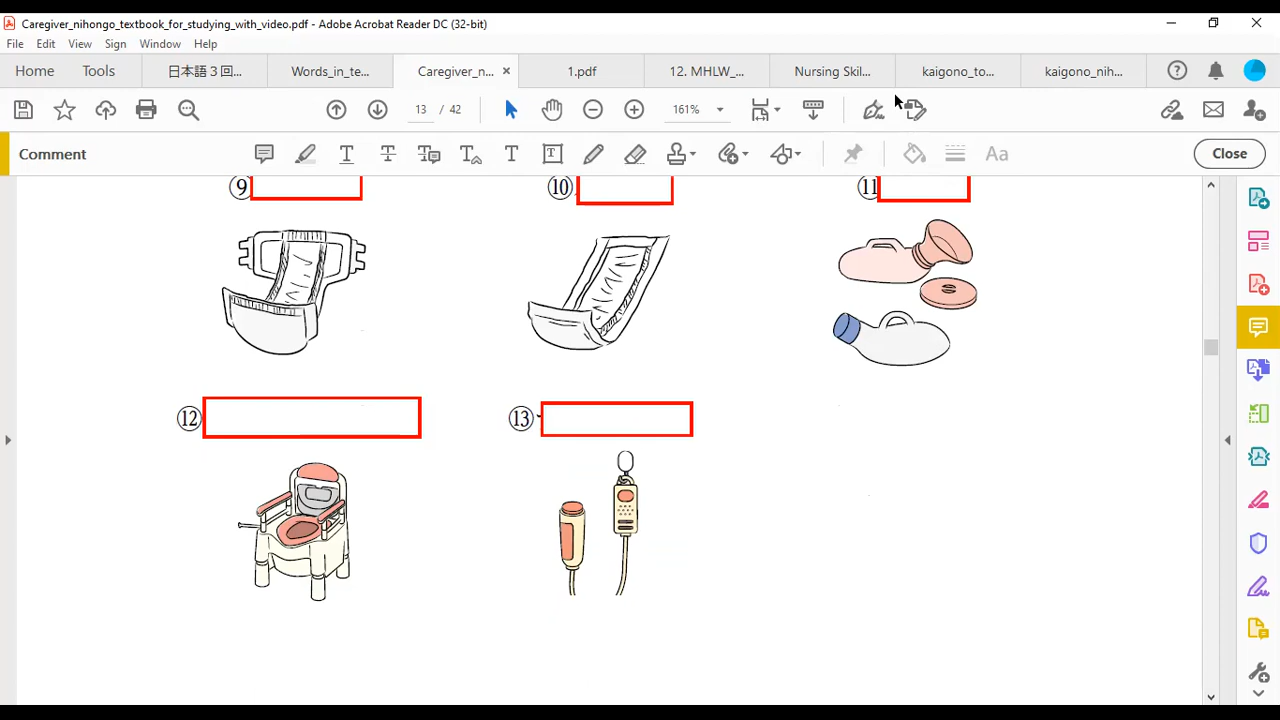 Caregiver_nihongo_textbook_for_studying_with_video.pdf - Adobe Acrobat Reader DC (32-bit)
File Edit View Sign Window Help
Home Tools 日本語３回... Words_in_te... Caregiver_n... 1.pdf 12. MHLW_... Nursing Skil... kaigono_to... kaigono_nih...
13 / 42 161%
Comment Close
⑨ ⑩ ⑪
⑫ ⑬